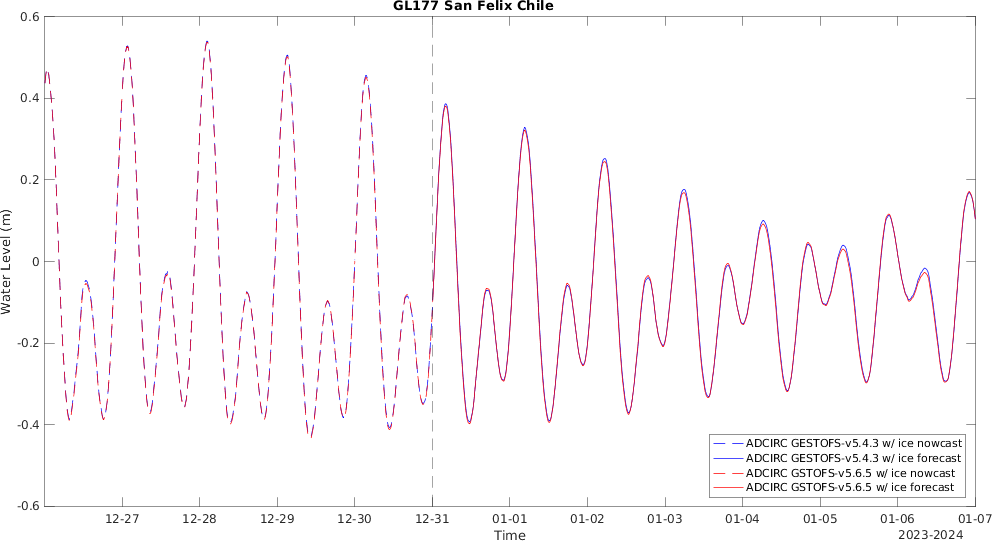 GL177 San Felix Chile
0.6
0.4
0.2
0
-0.2
-0.4
-0.6
Water Level (m)
ADCIRC GESTOFS-v5.4.3 w/ ice nowcast
ADCIRC GESTOFS-v5.4.3 w/ ice forecast
ADCIRC GSTOFS-v5.6.5 w/ ice nowcast
ADCIRC GSTOFS-v5.6.5 w/ ice forecast
12-27 12-28 12-29 12-30 12-31 01-01 01-02 01-03 01-04 01-05 01-06 01-07
Time
2023-2024